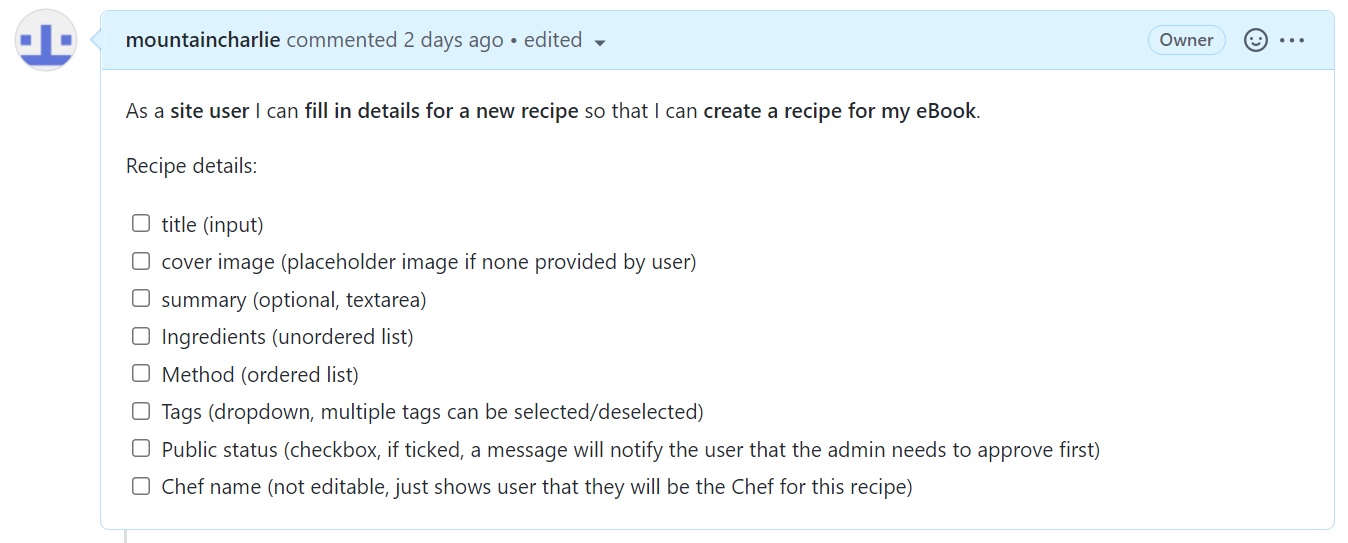 mountaincharlie commented 2 days ago • edited
Owner
As a site user I can fill in details for a new recipe so that I can create a recipe for my eBook.
Recipe details:
title (input)
cover image (placeholder image if none provided by user)
summary (optional, textarea)
Ingredients (unordered list)
Method (ordered list)
Tags (dropdown, multiple tags can be selected/deselected)
Public status (checkbox, if ticked, a message will notify the user that the admin needs to approve first)
Chef name (not editable, just shows user that they will be the Chef for this recipe)